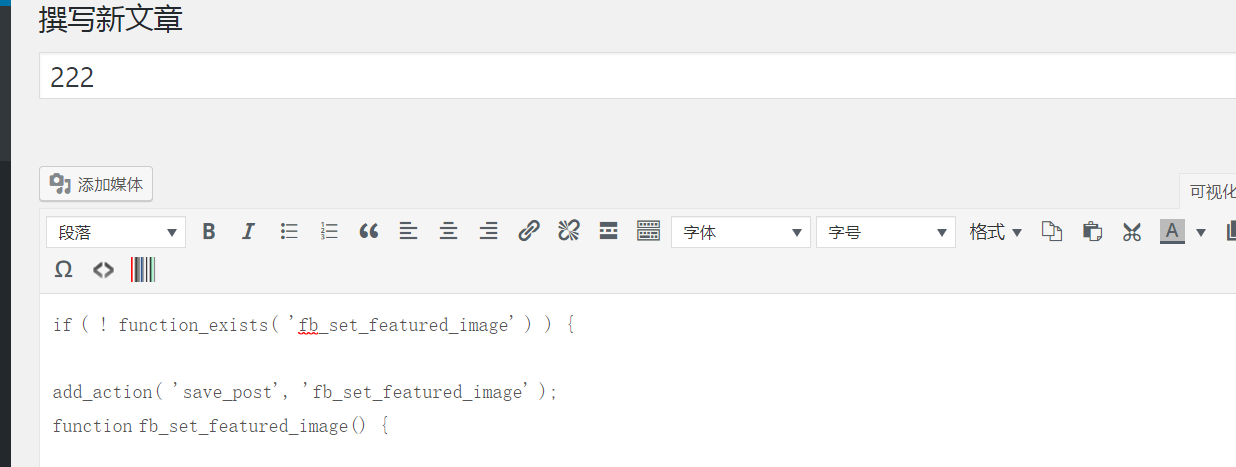 撰写新文章
222
添加媒体
可视化
段落
字体
字号
格式
if ( ! function_exists( 'fb_set_featured_image' ) ) {
add_action( 'save_post', 'fb_set_featured_image' );
function fb_set_featured_image() {